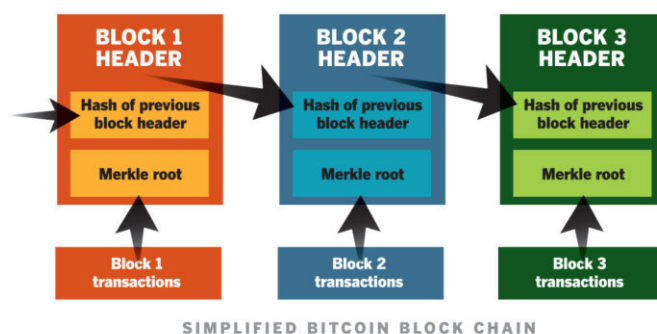 BLOCK 1
HEADER
Hash of previous
block header
Merkle root
Block 1
transactions
BLOCK 2
HEADER
Hash of previous
block header
Merkle root
Block 2
transactions
BLOCK 3
HEADER
Hash of previous
block header
Merkle root
Block 3
transactions
SIMPLIFIED BITCOIN BLOCK CHAIN